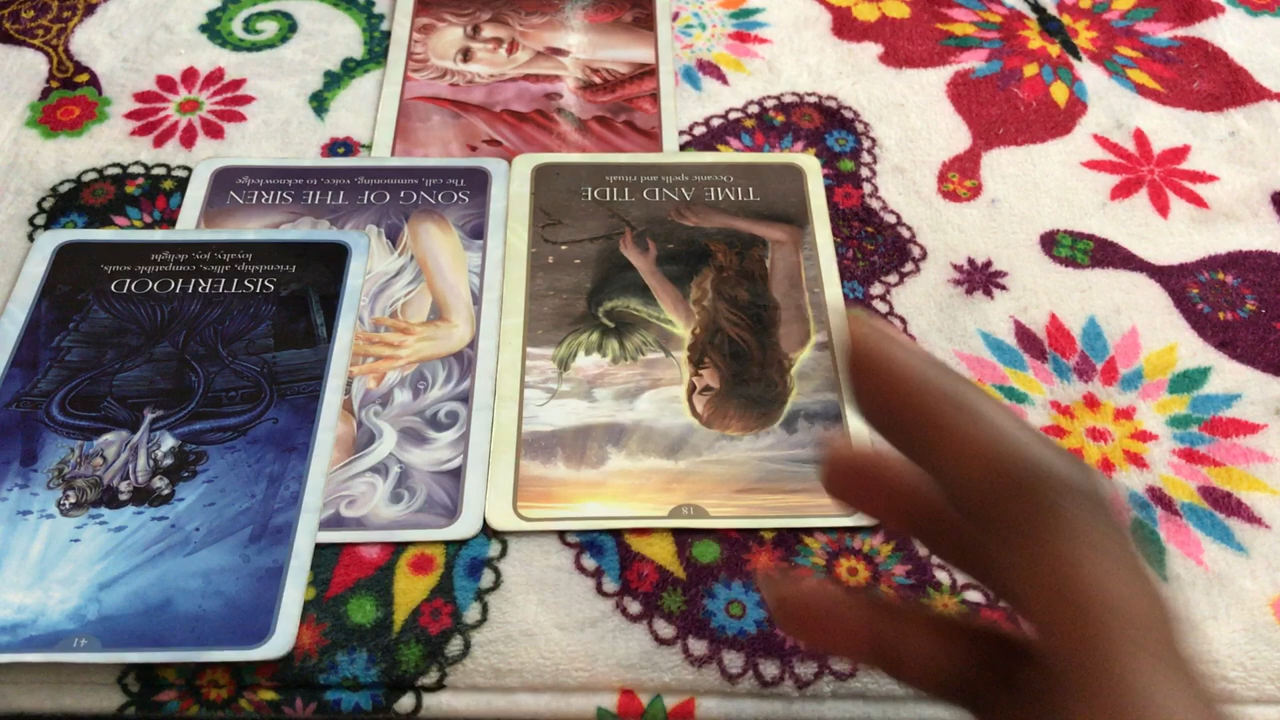 SISTERHOOD
Friendship, allies, compatible souls,
loyalty, joy, delight
41
SONG OF THE SIREN
The call, summoning, voice, to acknowledge
TIME AND TIDE
Oceanic spells and rituals
18